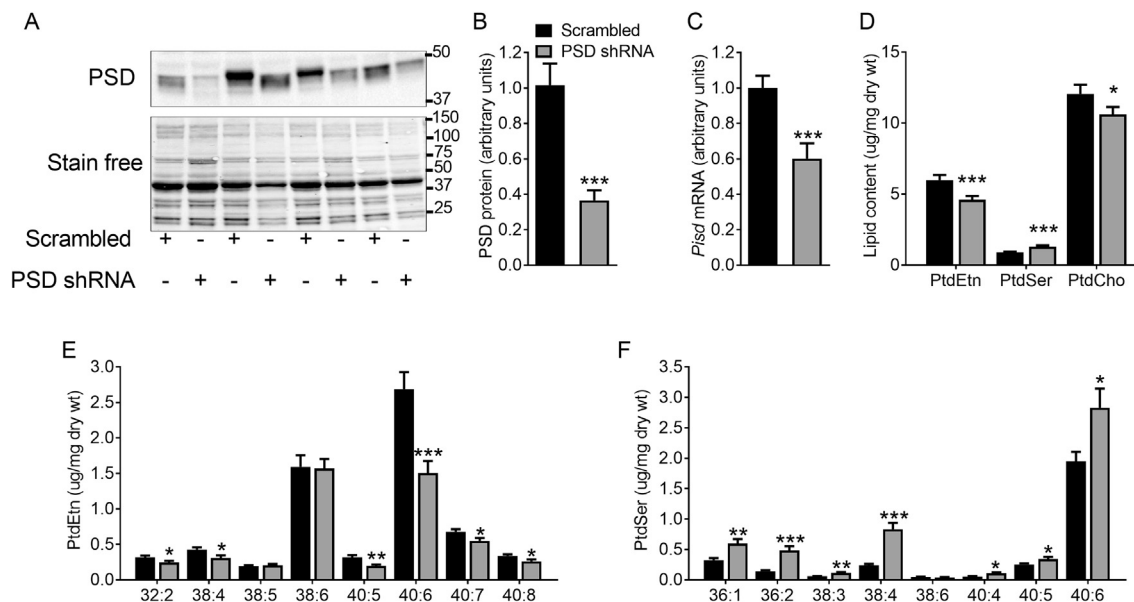 A
PSD
50
37
Stain free
150
100
75
50
37
25
Scrambled + - + - + - + -
PSD shRNA - + - + - + - +
B
PSD protein (arbitrary units)
1.2
1.0
0.8
0.6
0.4
0.2
0.0
***
Scrambled
PSD shRNA
C
Pisd mRNA (arbitrary units)
1.2
1.0
0.8
0.6
0.4
0.2
0.0
***
D
Lipid content (ug/mg dry wt)
15
10
5
0
*** *** *
PtdEtn PtdSer PtdCho
E
PtdEtn (ug/mg dry wt)
3.0
2.5
2.0
1.5
1.0
0.5
0.0
* * ** *** * *
32:2 38:4 38:5 38:6 40:5 40:6 40:7 40:8
F
PtdSer (ug/mg dry wt)
3.5
3.0
2.5
2.0
1.5
1.0
0.5
0.0
** *** ** *** * * *
36:1 36:2 38:3 38:4 38:6 40:4 40:5 40:6